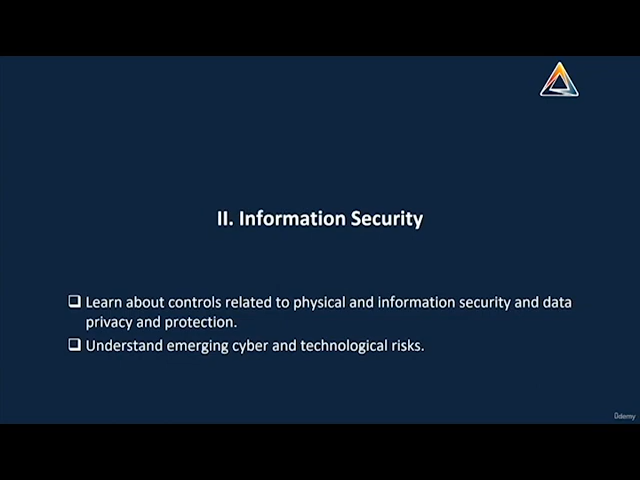 II. Information Security
❑ Learn about controls related to physical and information security and data
privacy and protection.
❑ Understand emerging cyber and technological risks.
Udemy